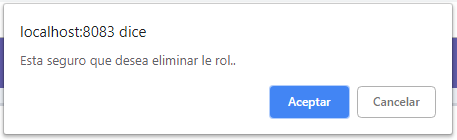 localhost:8083 dice
Esta seguro que desea eliminar le rol..
Aceptar
Cancelar